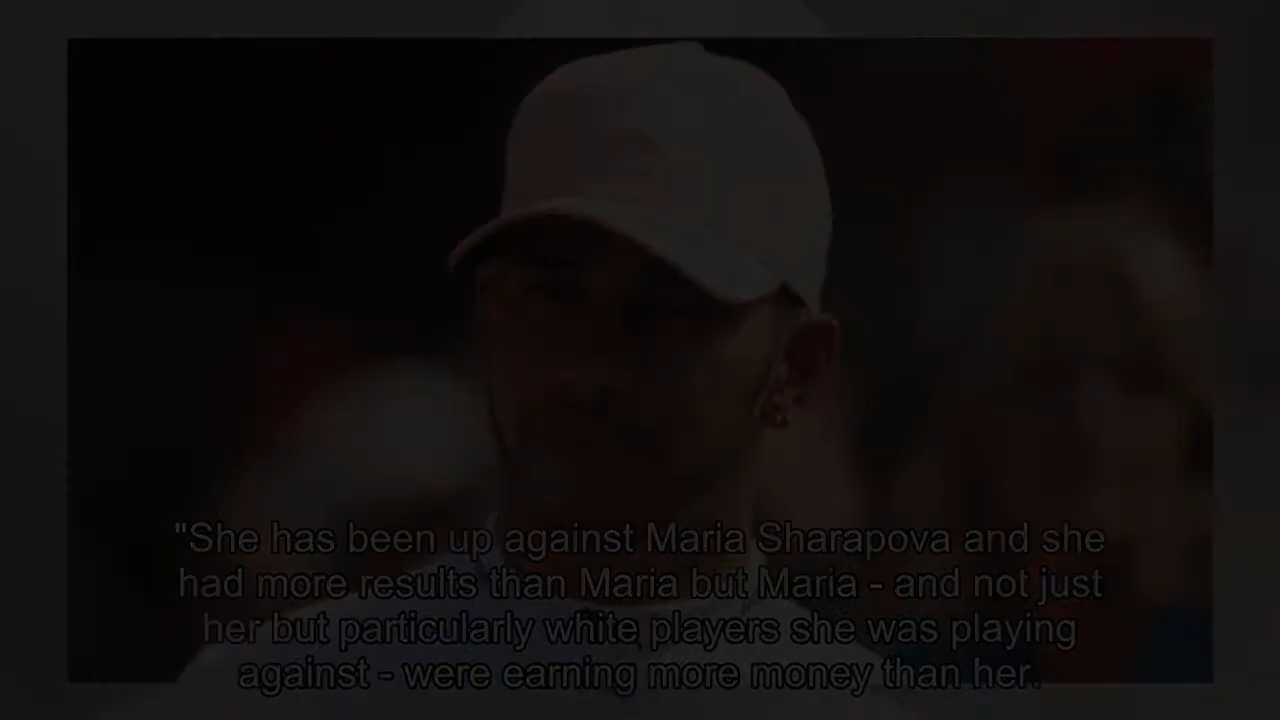 "She has been up against Maria Sharapova and she
had more results than Maria but Maria - and not just
her but particularly white players she was playing
against - were earning more money than her.